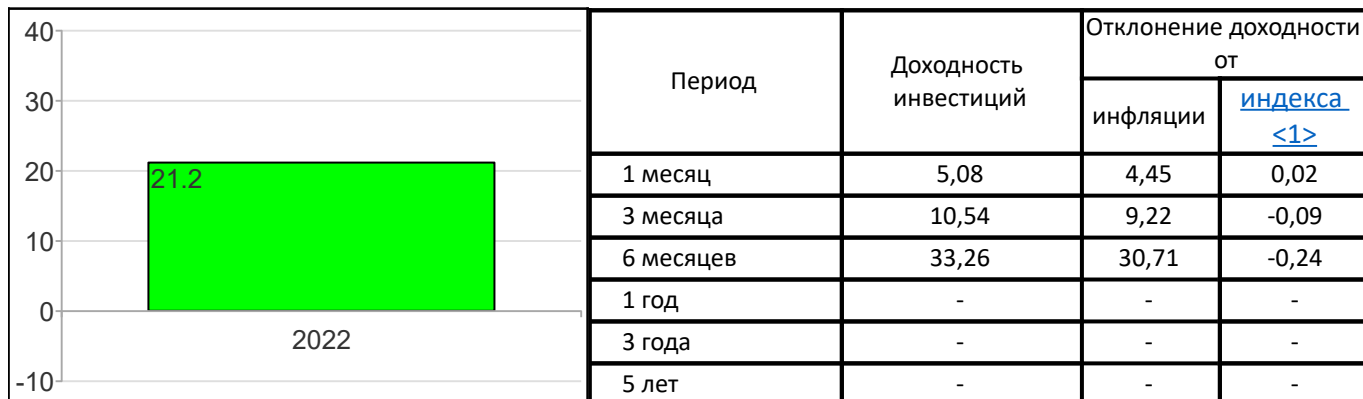 40
30
20
10
0
-10
21.2
2022
Период
Доходность
инвестиций
Отклонение доходности
от
инфляции
индекса
<1>
1 месяц 5,08 4,45 0,02
3 месяца 10,54 9,22 -0,09
6 месяцев 33,26 30,71 -0,24
1 год - - -
3 года - - -
5 лет - - -